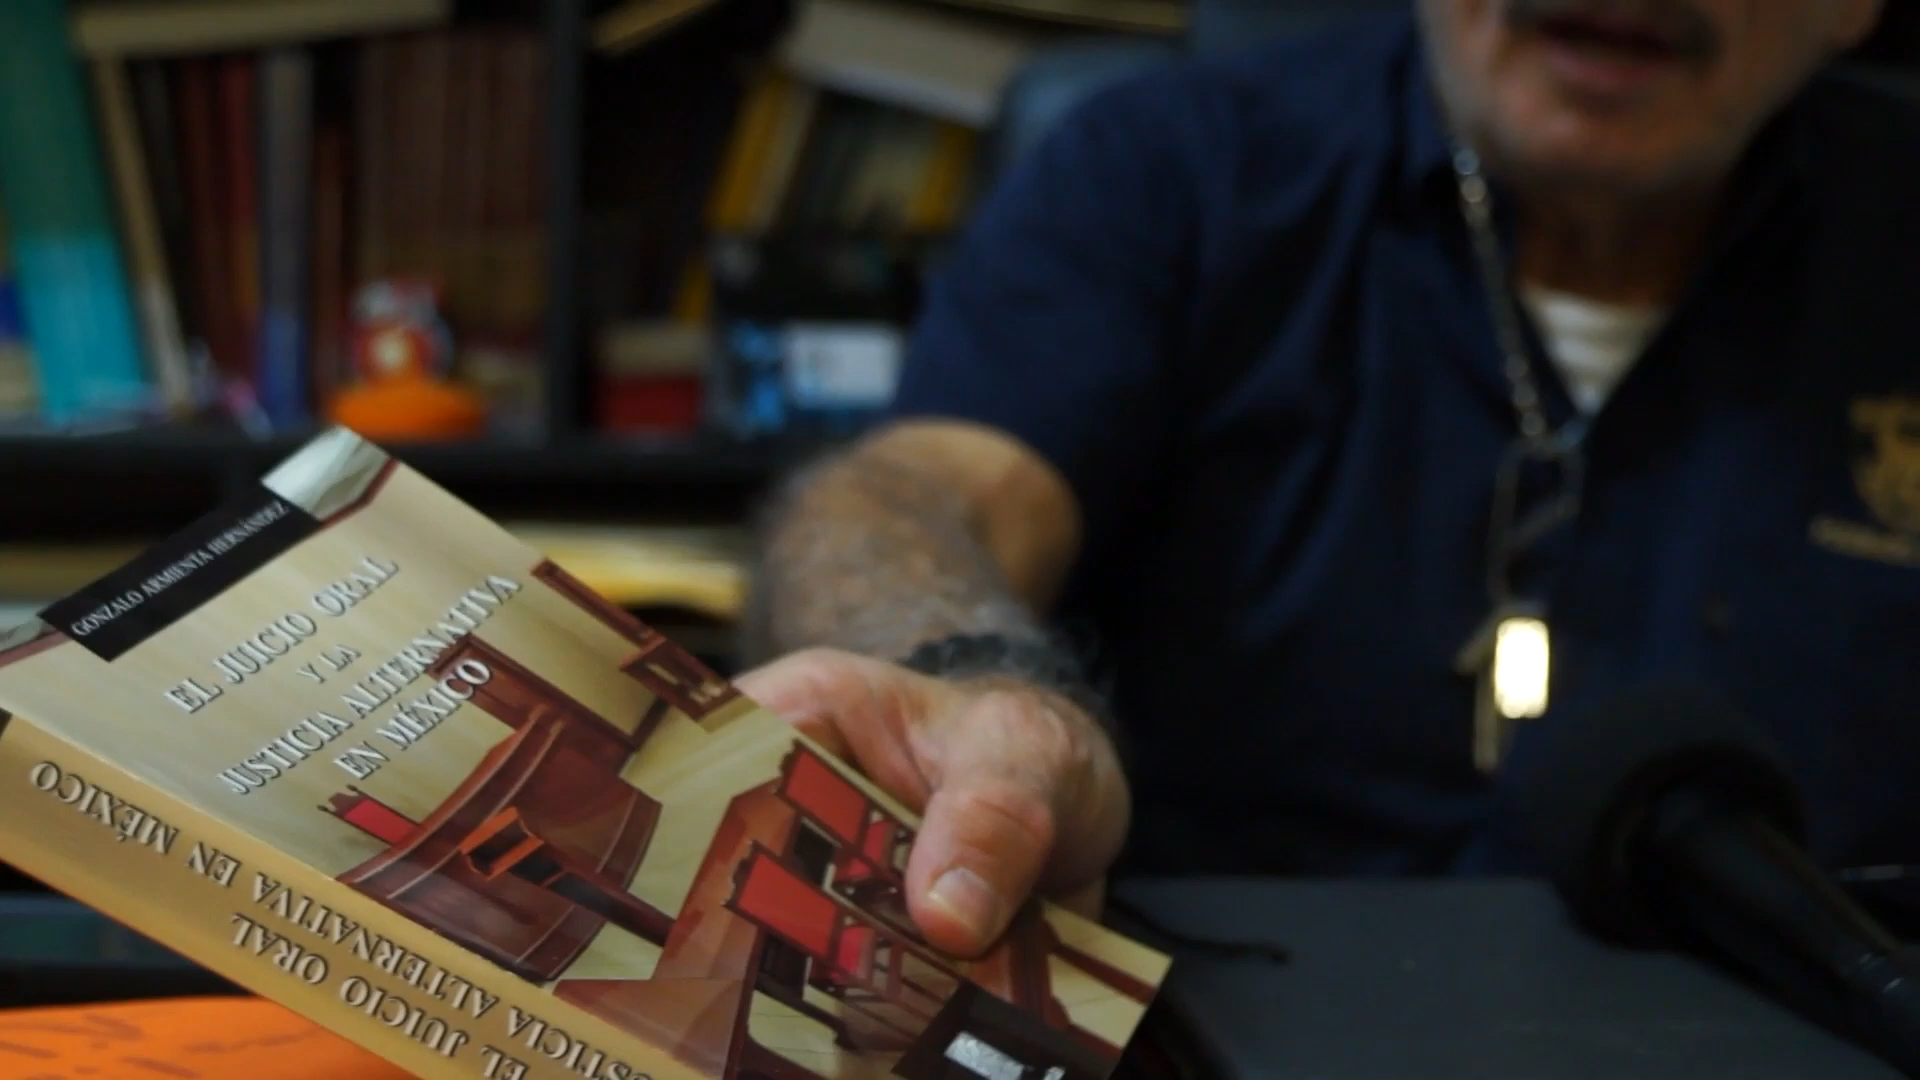 GONZALO ARMIENTA HERNÁNDEZ
EL JUICIO ORAL
Y LA
JUSTICIA ALTERNATIVA
EN MÉXICO
EL JUICIO ORAL
JUSTICIA ALTERNATIVA EN MÉXICO